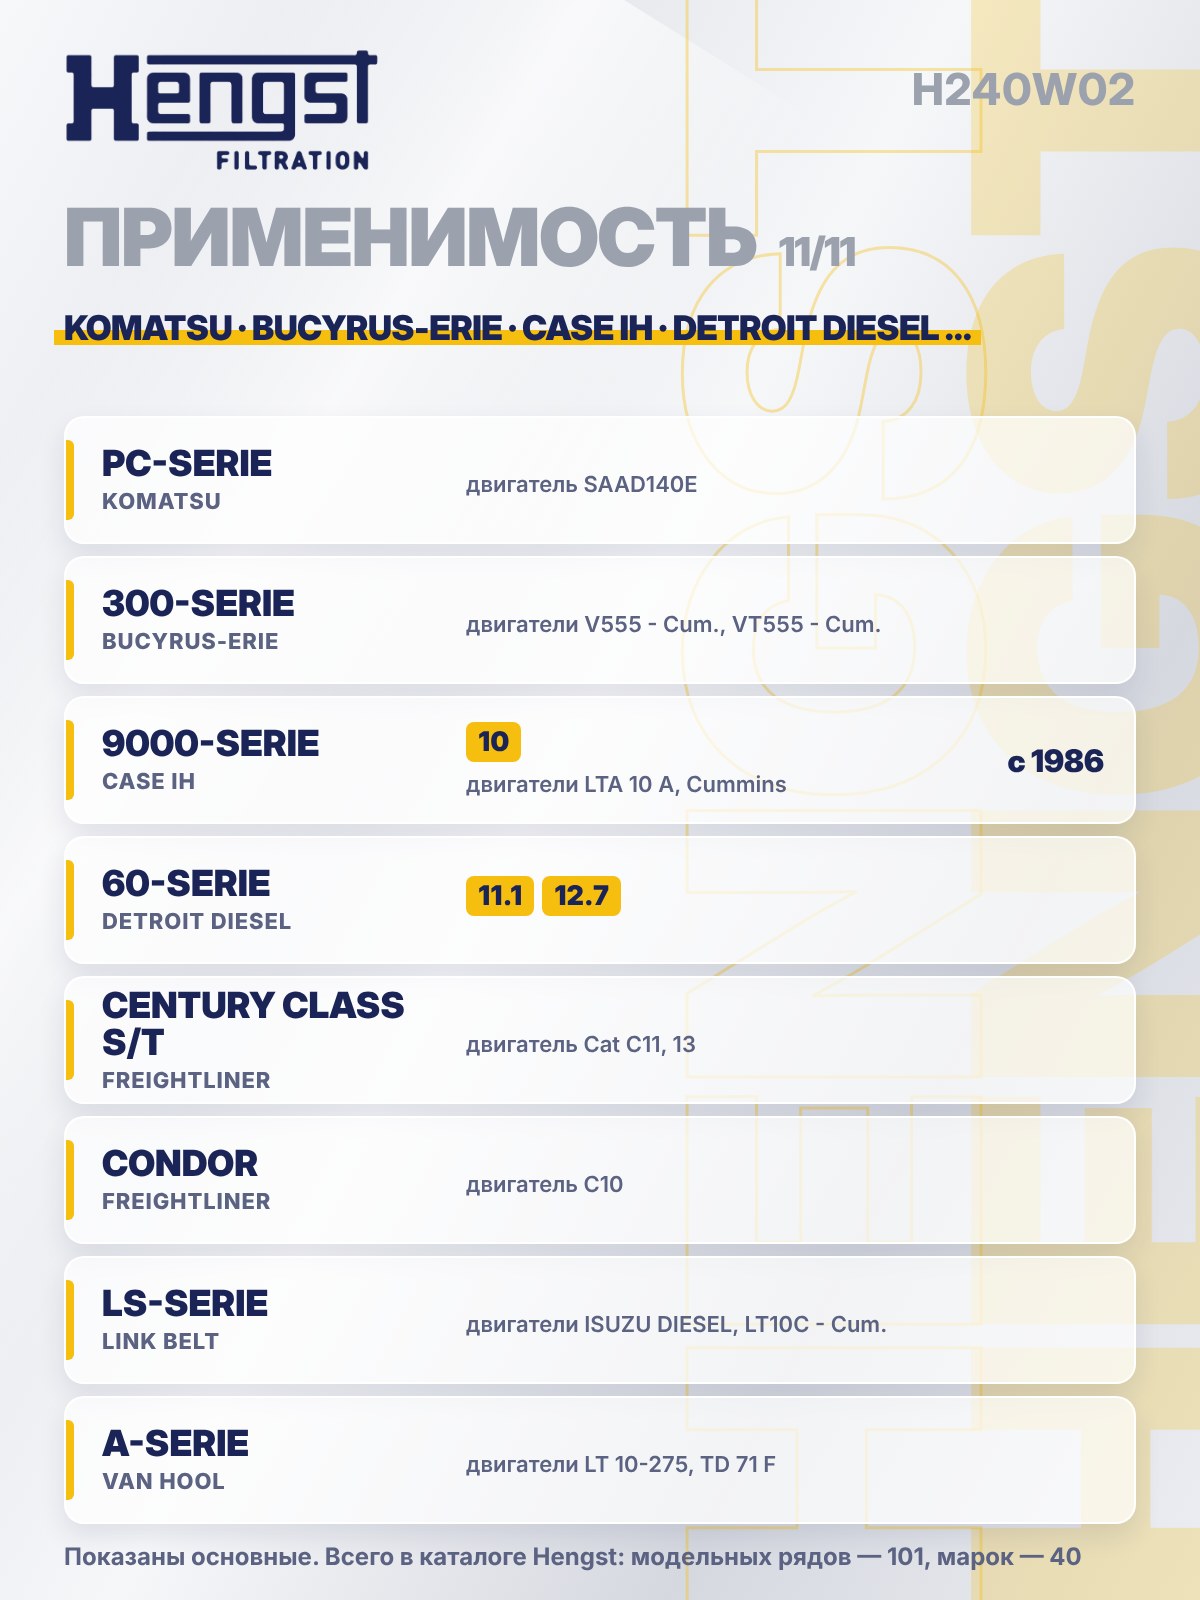 Hengst
FILTRATION
H240W02
ПРИМЕНИМОСТЬ 11/11
KOMATSU · BUCYRUS-ERIE · CASE IH · DETROIT DIESEL ...
PC-SERIE
KOMATSU
двигатель SAAD140E
300-SERIE
BUCYRUS-ERIE
двигатели V555 - Cum., VT555 - Cum.
9000-SERIE
CASE IH
10
двигатели LTA 10 A, Cummins
с 1986
60-SERIE
DETROIT DIESEL
11.1 12.7
CENTURY CLASS
S/T
FREIGHTLINER
двигатель Cat C11, 13
CONDOR
FREIGHTLINER
двигатель C10
LS-SERIE
LINK BELT
двигатели ISUZU DIESEL, LT10C - Cum.
A-SERIE
VAN HOOL
двигатели LT 10-275, TD 71 F
Показаны основные. Всего в каталоге Hengst: модельных рядов — 101, марок — 40
HENGST
HENGST